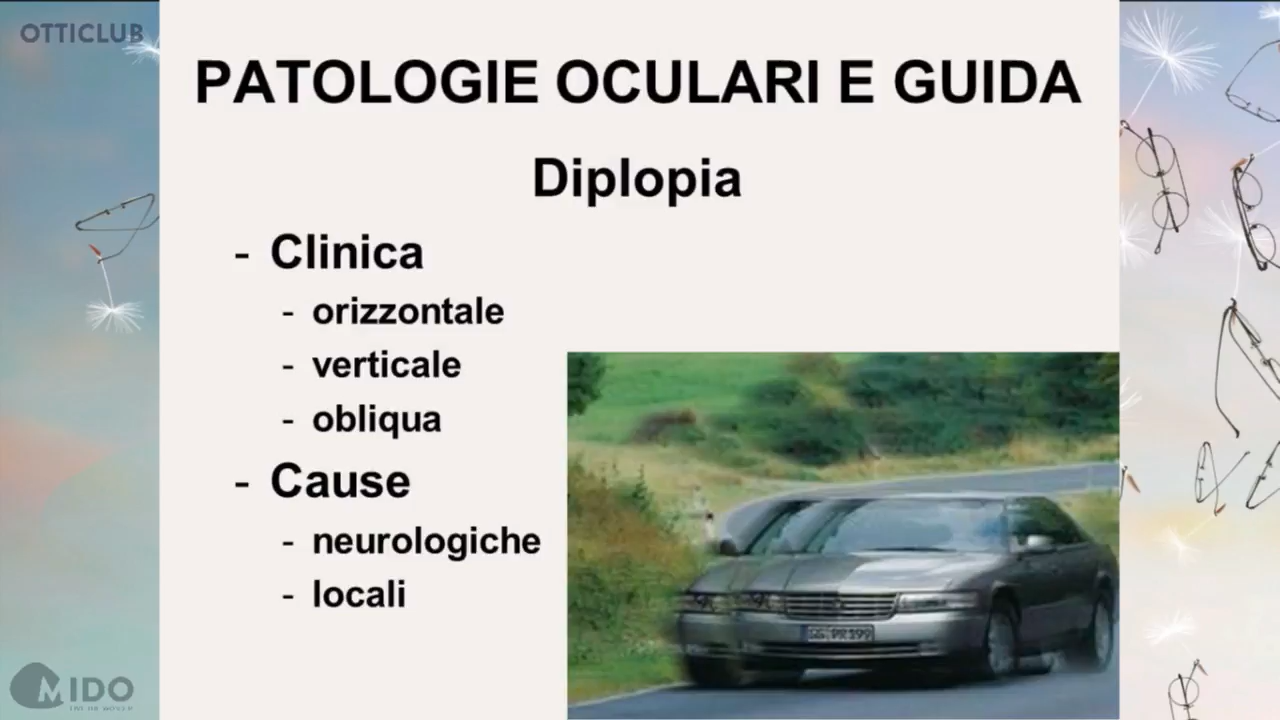 OTTICLUB
PATOLOGIE OCULARI E GUIDA
Diplopia
- Clinica
- orizzontale
- verticale
- obliqua
- Cause
- neurologiche
- locali
MIDO